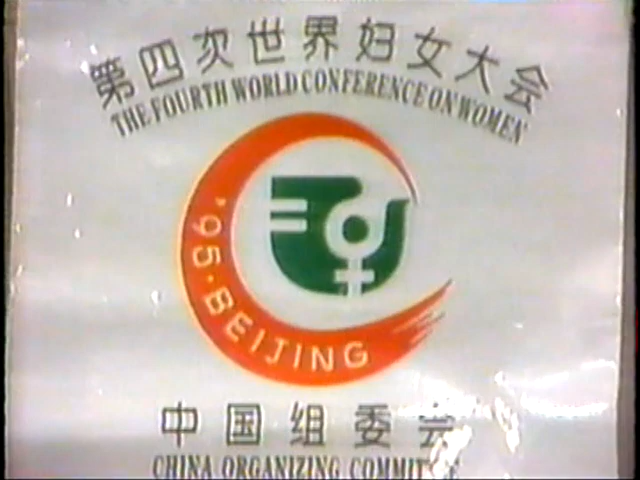 第四次世界妇女大会
THE FOURTH WORLD CONFERENCE ON WOMEN
'95·BEIJING
中国组委会
CHINA ORGANIZING COMMITTEE